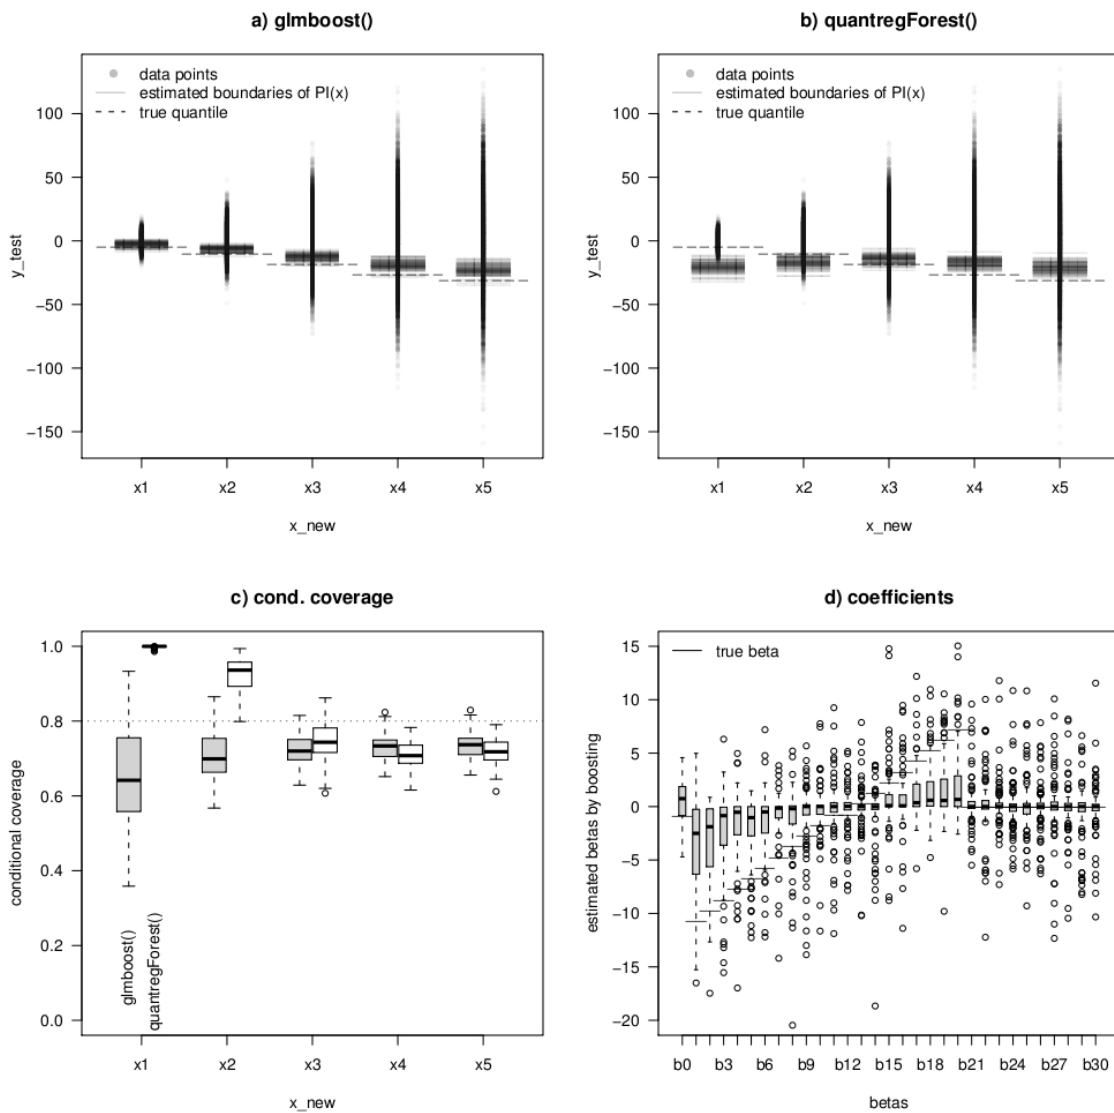 a) glmboost()
data points
estimated boundaries of PI(x)
true quantile
y_test
100
50
0
−50
−100
−150
x1 x2 x3 x4 x5
x_new
b) quantregForest()
data points
estimated boundaries of PI(x)
true quantile
y_test
100
50
0
−50
−100
−150
x1 x2 x3 x4 x5
x_new
c) cond. coverage
conditional coverage
1.0
0.8
0.6
0.4
0.2
0.0
glmboost()
quantregForest()
x1 x2 x3 x4 x5
x_new
d) coefficients
true beta
estimated betas by boosting
15
10
5
0
−5
−10
−15
−20
b0 b3 b6 b9 b12 b15 b18 b21 b24 b27 b30
betas